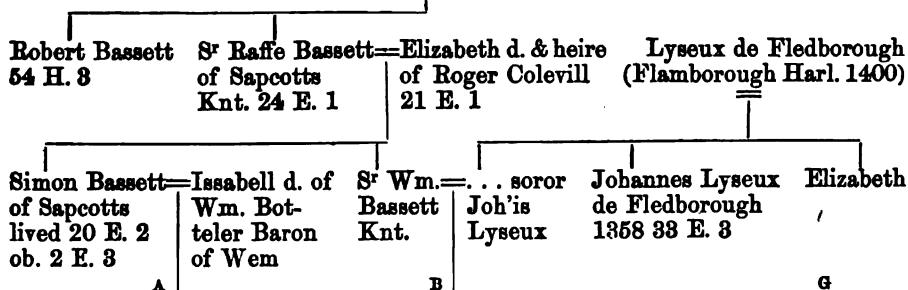 Robert Bassett
54 H. 3
Sr Raffe Bassett=Elizabeth d. & heire
of Sapcotts
Knt. 24 E. 1
of Roger Colevill
21 E. 1
Lyseux de Fledborough
(Flamborough Harl. 1400)
Simon Bassett=Issabell d. of
of Sapcotts
lived 20 E. 2
ob. 2 E. 3
Wm. Bot-
teler Baron
of Wem
Sr Wm.=. . . soror
Bassett
Knt.
Joh'is
Lyseux
Johannes Lyseux
de Fledborough
1358 33 E. 3
Elizabeth
A
B
G